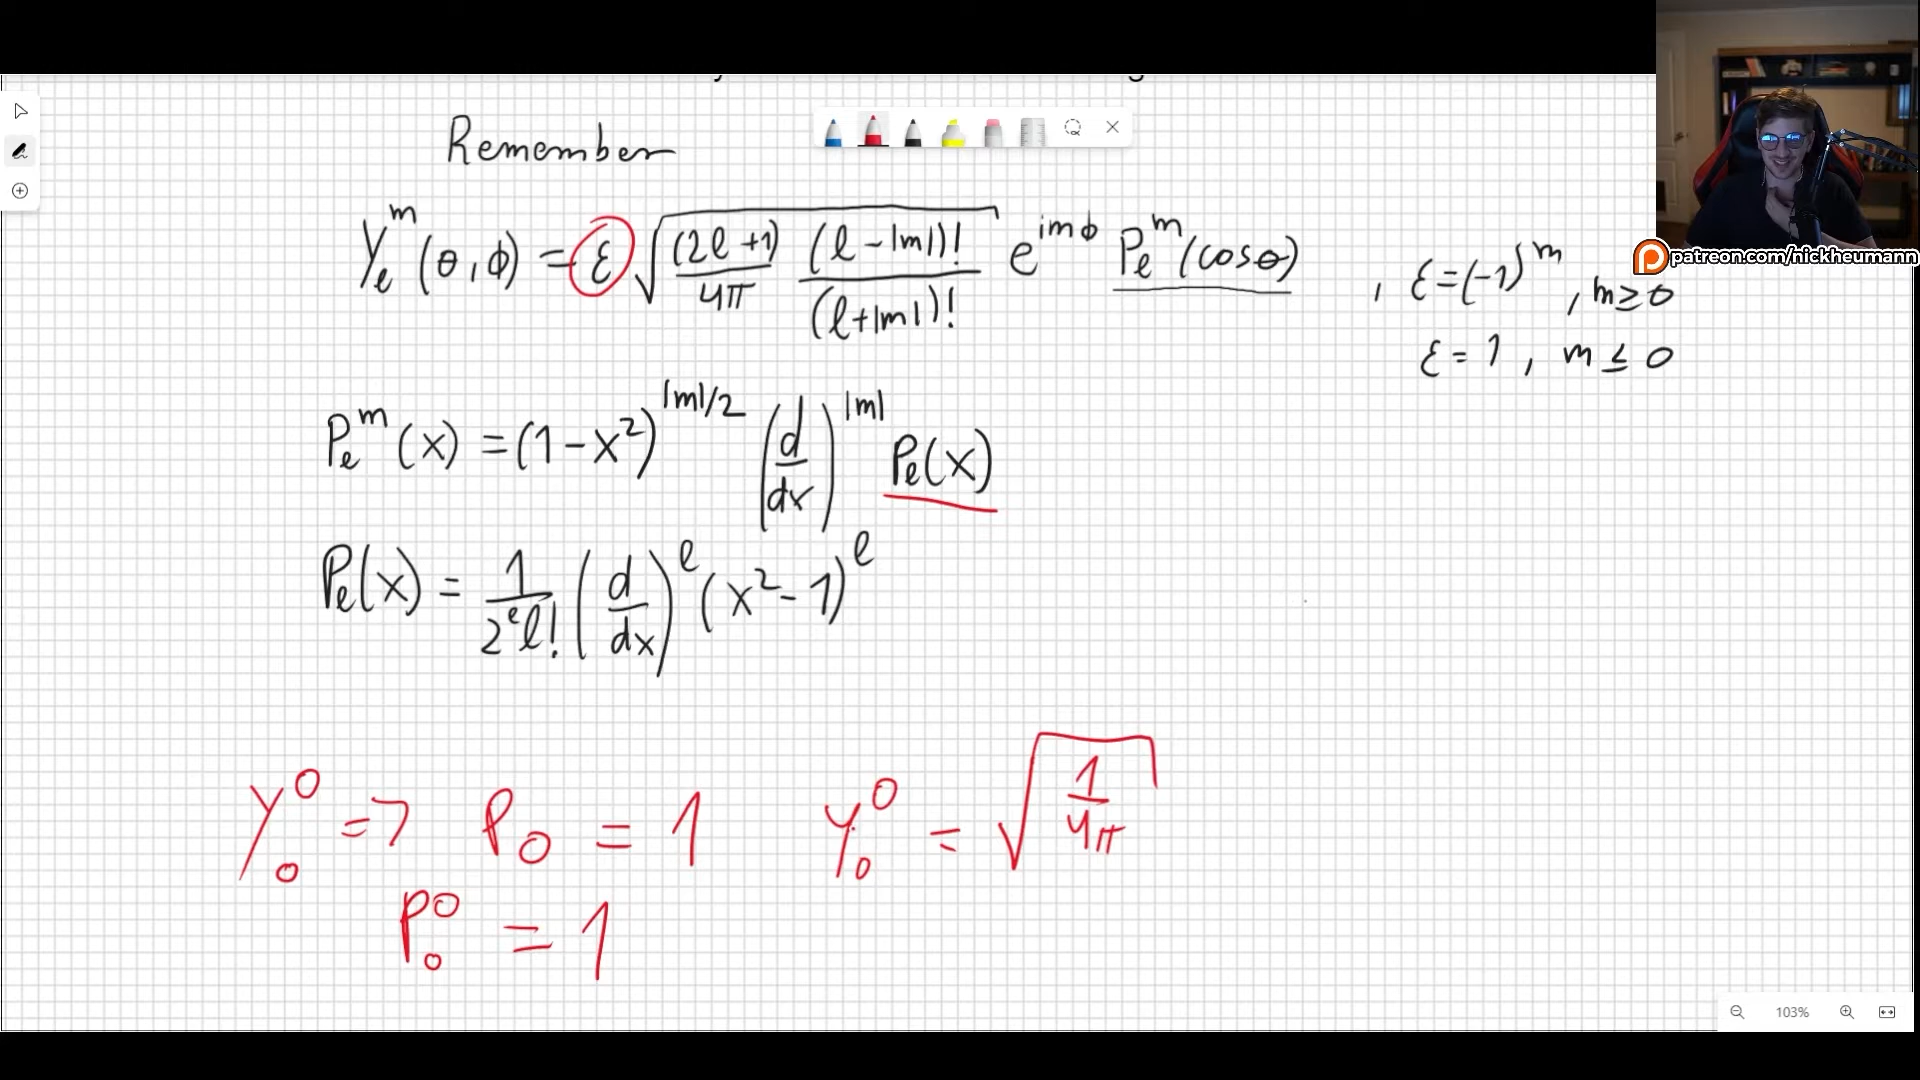 Remember
Y_ℓ^m (θ, ϕ) = ε √((2ℓ+1)/4π (ℓ-|m|)!/(ℓ+|m|)!) e^{imϕ} P_ℓ^m (cosθ) , ε = (-1)^m , m ≥ 0
ε = 1 , m ≤ 0
P_ℓ^m (x) = (1-x²)^{|m|/2} (d/dx)^{|m|} P_ℓ(x)
P_ℓ(x) = 1/(2^ℓ ℓ!) (d/dx)^ℓ (x²-1)^ℓ
Y_0^0 => P_0 = 1 Y_0^0 = √(1/4π)
P_0^0 = 1
patreon.com/nickheumann
103%